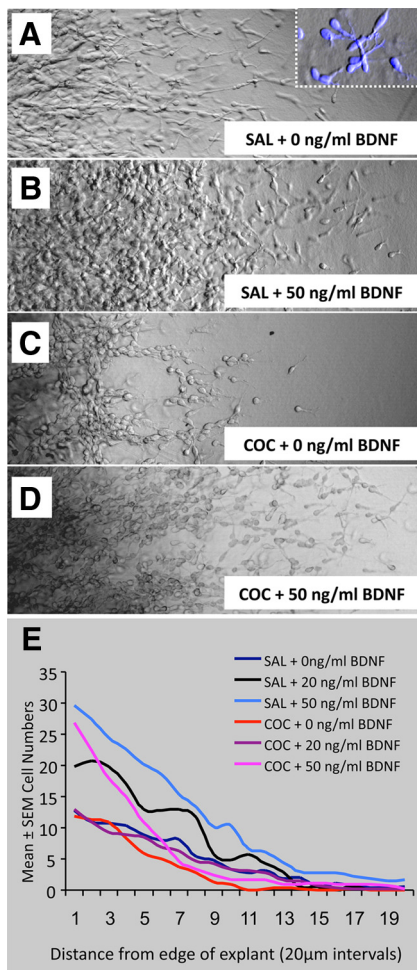 A
SAL + 0 ng/ml BDNF
B
SAL + 50 ng/ml BDNF
C
COC + 0 ng/ml BDNF
D
COC + 50 ng/ml BDNF
E
SAL + 0ng/ml BDNF
SAL + 20 ng/ml BDNF
SAL + 50 ng/ml BDNF
COC + 0 ng/ml BDNF
COC + 20 ng/ml BDNF
COC + 50 ng/ml BDNF
Mean ± SEM Cell Numbers
35
30
25
20
15
10
5
0
1 3 5 7 9 11 13 15 17 19
Distance from edge of explant (20μm intervals)